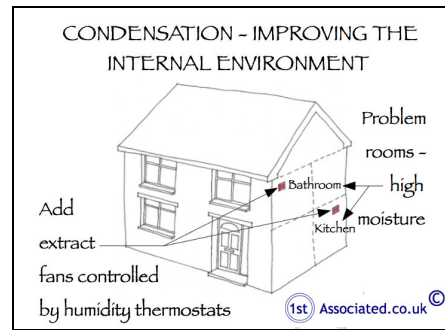 CONDENSATION - IMPROVING THE
INTERNAL ENVIRONMENT
Problem
rooms -
high
moisture
Bathroom
Kitchen
Add
extract
fans controlled
by humidity thermostats
1st Associated.co.uk ©